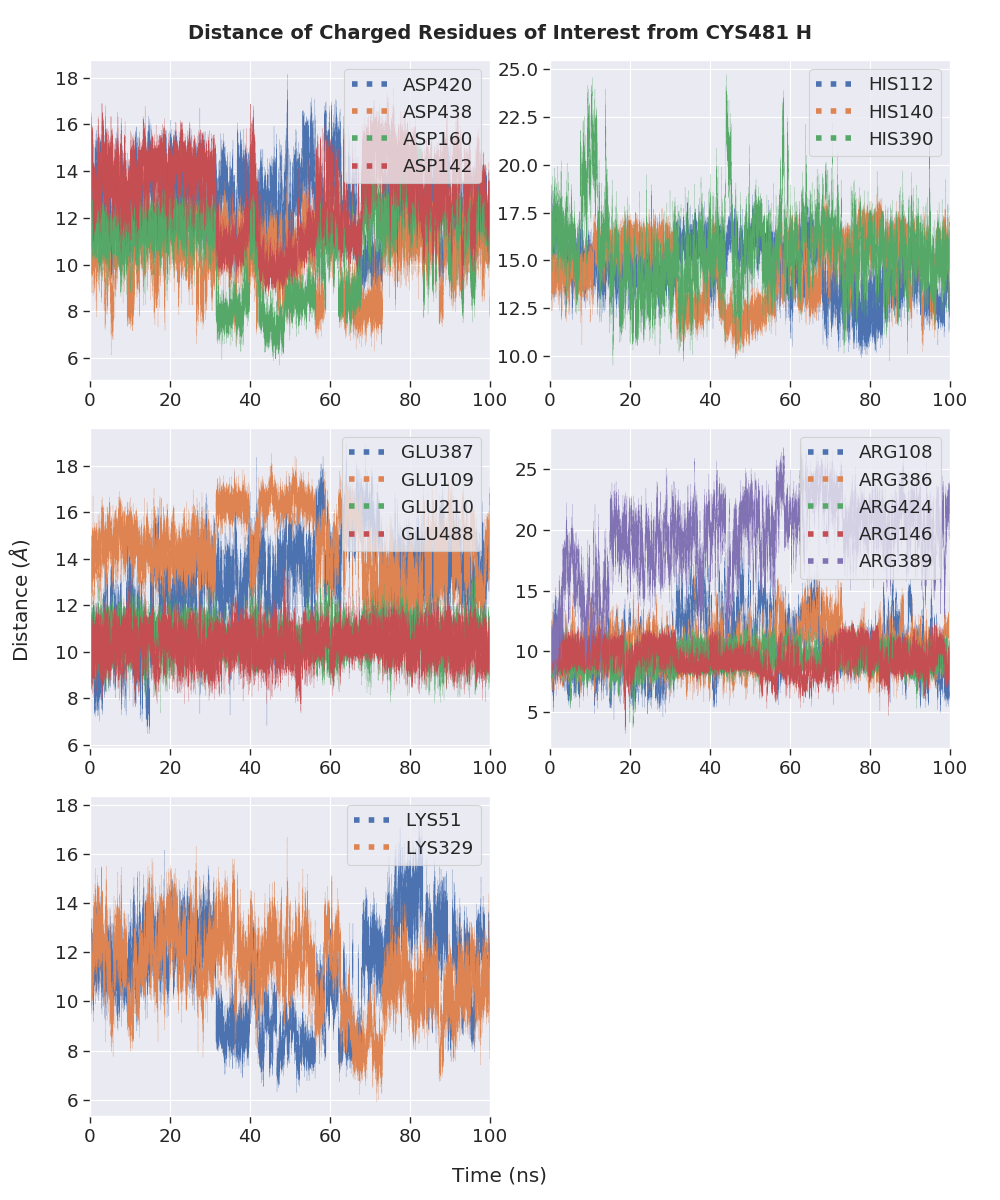 Distance of Charged Residues of Interest from CYS481 H
18
16
14
12
10
8
6
0 20 40 60 80 100
ASP420
ASP438
ASP160
ASP142
25.0
22.5
20.0
17.5
15.0
12.5
10.0
0 20 40 60 80 100
HIS112
HIS140
HIS390
18
16
14
12
10
8
6
0 20 40 60 80 100
GLU387
GLU109
GLU210
GLU488
25
20
15
10
5
0 20 40 60 80 100
ARG108
ARG386
ARG424
ARG146
ARG389
18
16
14
12
10
8
6
0 20 40 60 80 100
LYS51
LYS329
Distance (Å)
Time (ns)